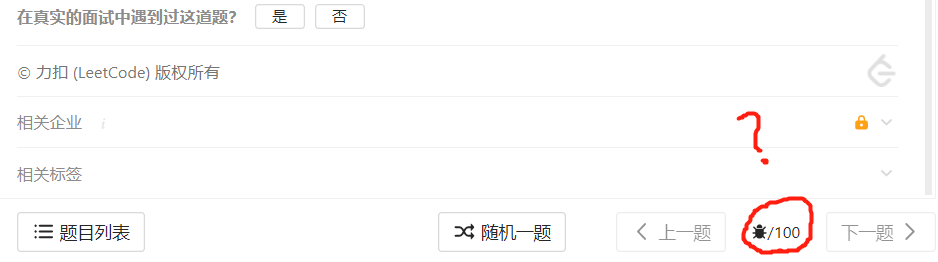 在真实的面试中遇到过这道题？ 是 否
© 力扣 (LeetCode) 版权所有
相关企业 i
?
相关标签
题目列表 随机一题 上一题 /100 下一题